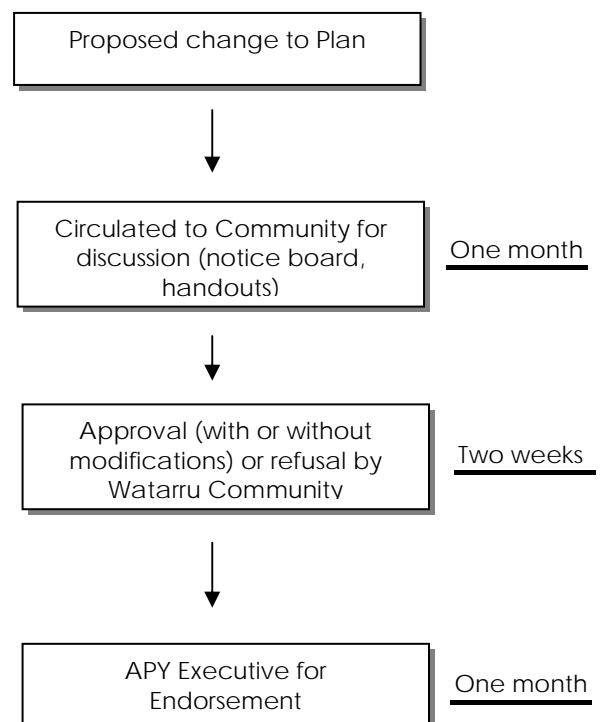 Proposed change to Plan
Circulated to Community for
discussion (notice board,
handouts)
One month
Approval (with or without
modifications) or refusal by
Watarru Community
Two weeks
APY Executive for
Endorsement
One month